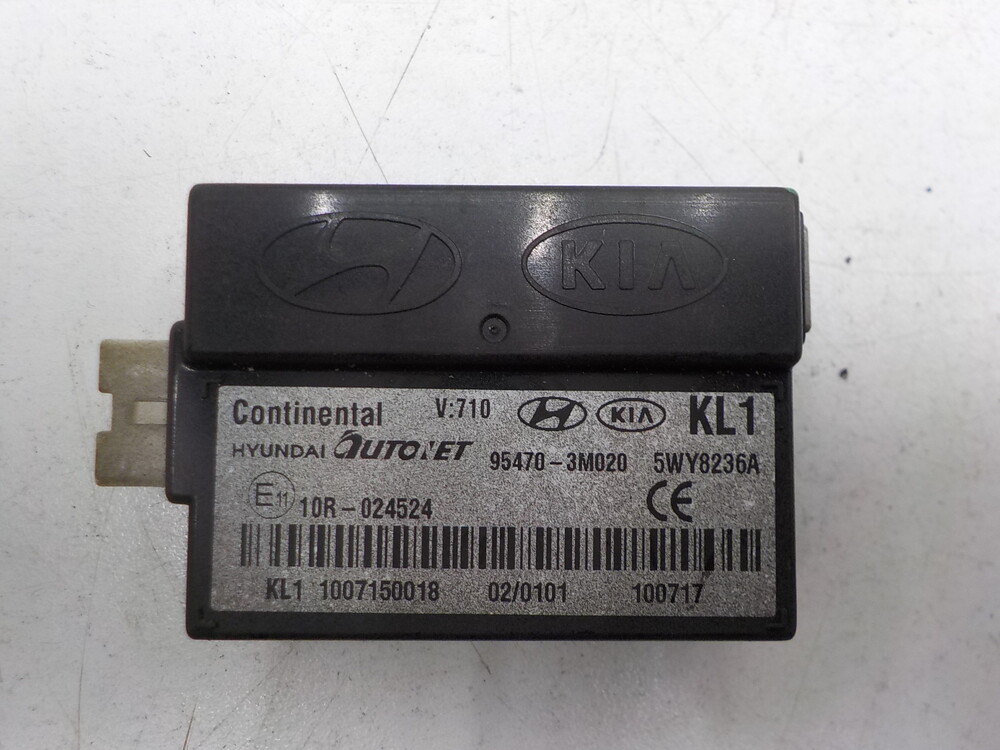 KIA
Continental V:710 KIA KL1
HYUNDAI AUTONET 95470-3M020 5WY8236A
E11 10R-024524 CE
KL1 1007150018 02/0101 100717